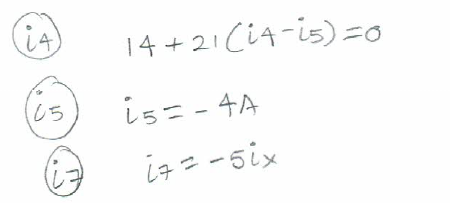 i4 14 + 21(i4 - i5) = 0
i5 i5 = - 4A
i7 i7 = -5ix